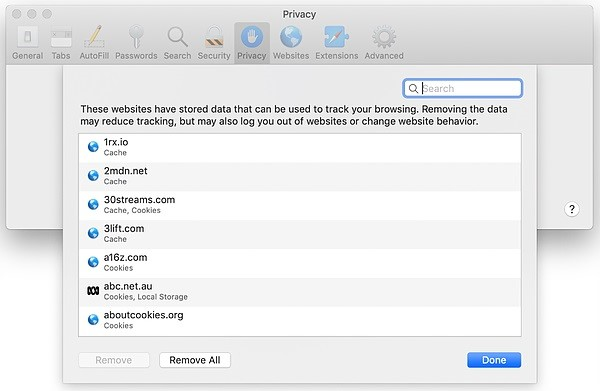 Privacy
General Tabs AutoFill Passwords Search Security Privacy Websites Extensions Advanced
Search
These websites have stored data that can be used to track your browsing. Removing the data
may reduce tracking, but may also log you out of websites or change website behavior.
1rx.io
Cache
2mdn.net
Cache
30streams.com
Cache, Cookies
3lift.com
Cache
a16z.com
Cookies
abc.net.au
Cookies, Local Storage
aboutcookies.org
Cookies
?
Remove Remove All Done